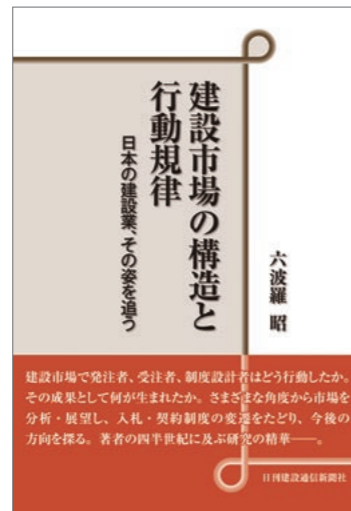 建設市場の構造と
行動規律
日本の建設業、その姿を追う
六波羅 昭
建設市場で発注者、受注者、制度設計者はどう行動したか。
その成果として何が生まれたか。さまざまな角度から市場を
分析・展望し、入札・契約制度の変遷をたどり、今後の
方向を探る。著者の四半世紀に及ぶ研究の精華――。
日刊建設通信新聞社